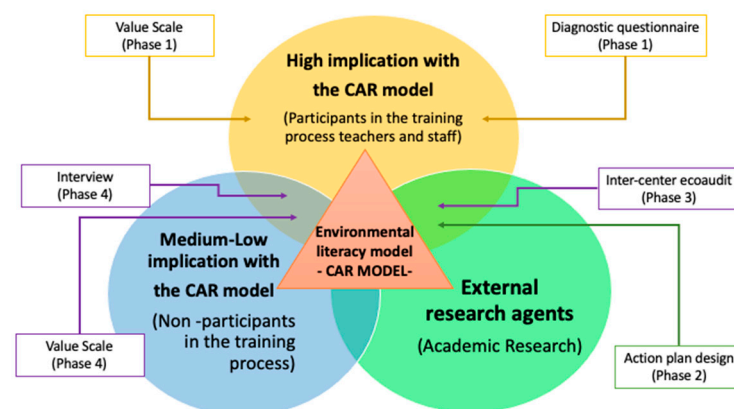 Value Scale
(Phase 1)
Diagnostic questionnaire
(Phase 1)
High implication with
the CAR model
(Participants in the training
process teachers and staff)
Interview
(Phase 4)
Inter-center ecoaudit
(Phase 3)
Environmental
literacy model
- CAR MODEL-
Medium-Low
implication with
the CAR model
(Non -participants
in the training
process)
External
research agents
(Academic Research)
Value Scale
(Phase 4)
Action plan design
(Phase 2)